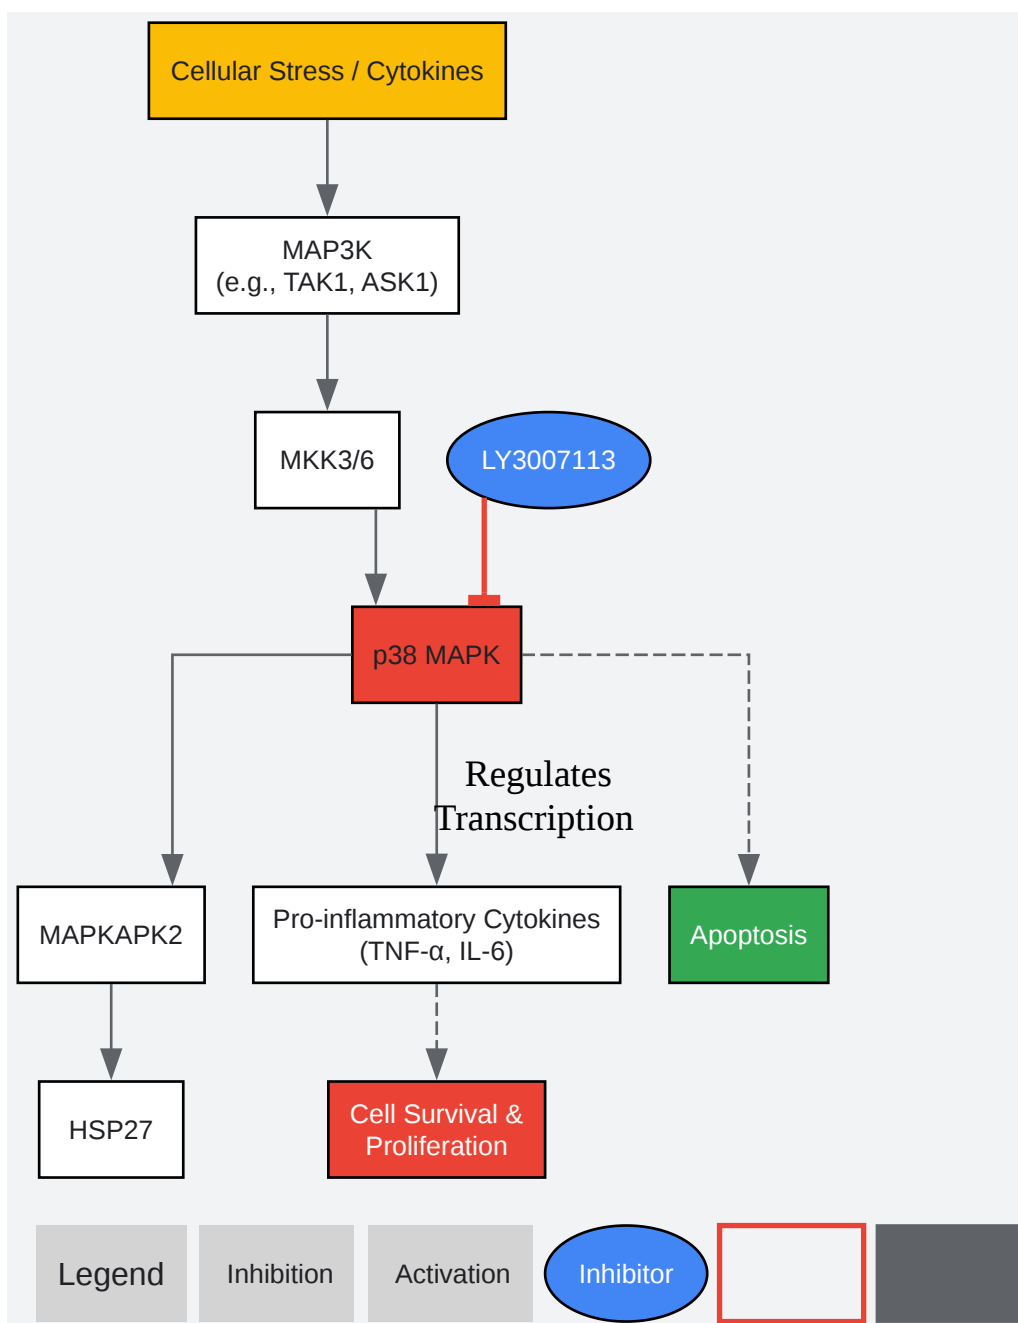 Cellular Stress / Cytokines
MAP3K
(e.g., TAK1, ASK1)
MKK3/6
LY3007113
p38 MAPK
Regulates
Transcription
MAPKAPK2
Pro-inflammatory Cytokines
(TNF-α, IL-6)
Apoptosis
HSP27
Cell Survival &
Proliferation
Legend
Inhibition
Activation
Inhibitor